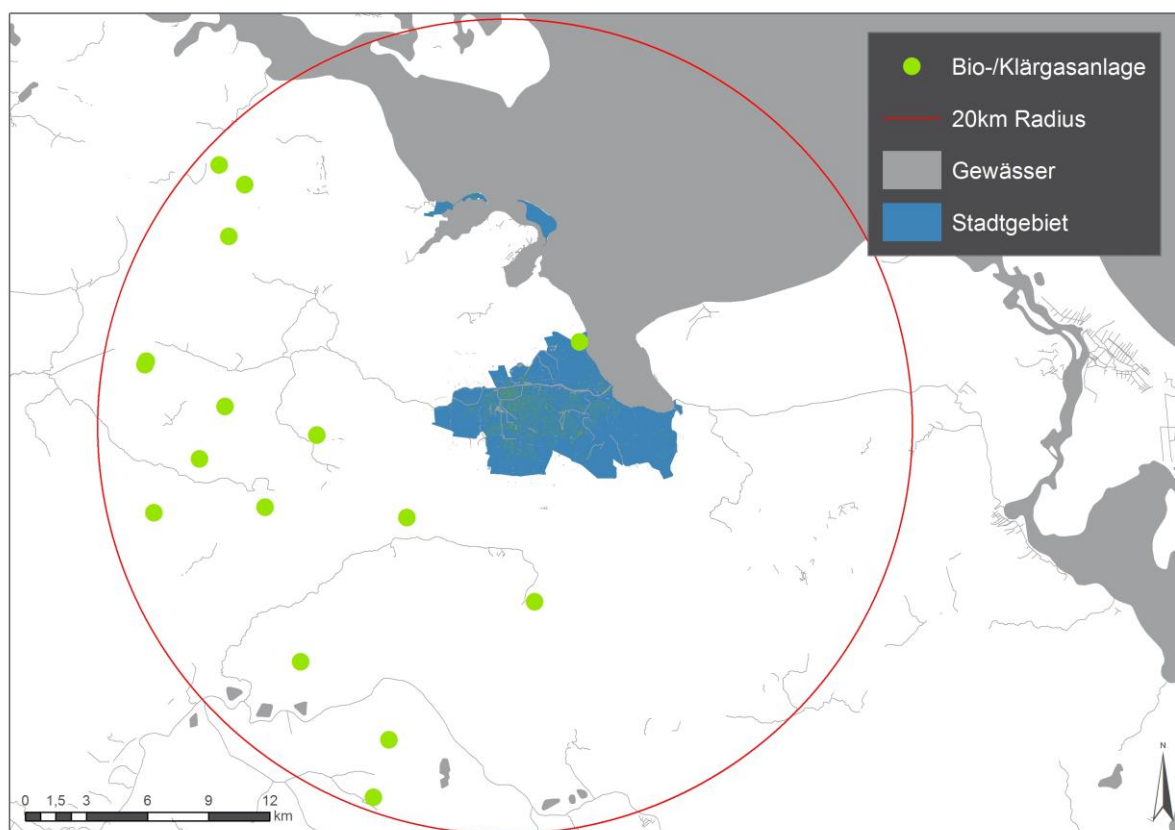 Bio-/Klärgasanlage
20km Radius
Gewässer
Stadtgebiet
N
0 1,5 3 6 9 12
km